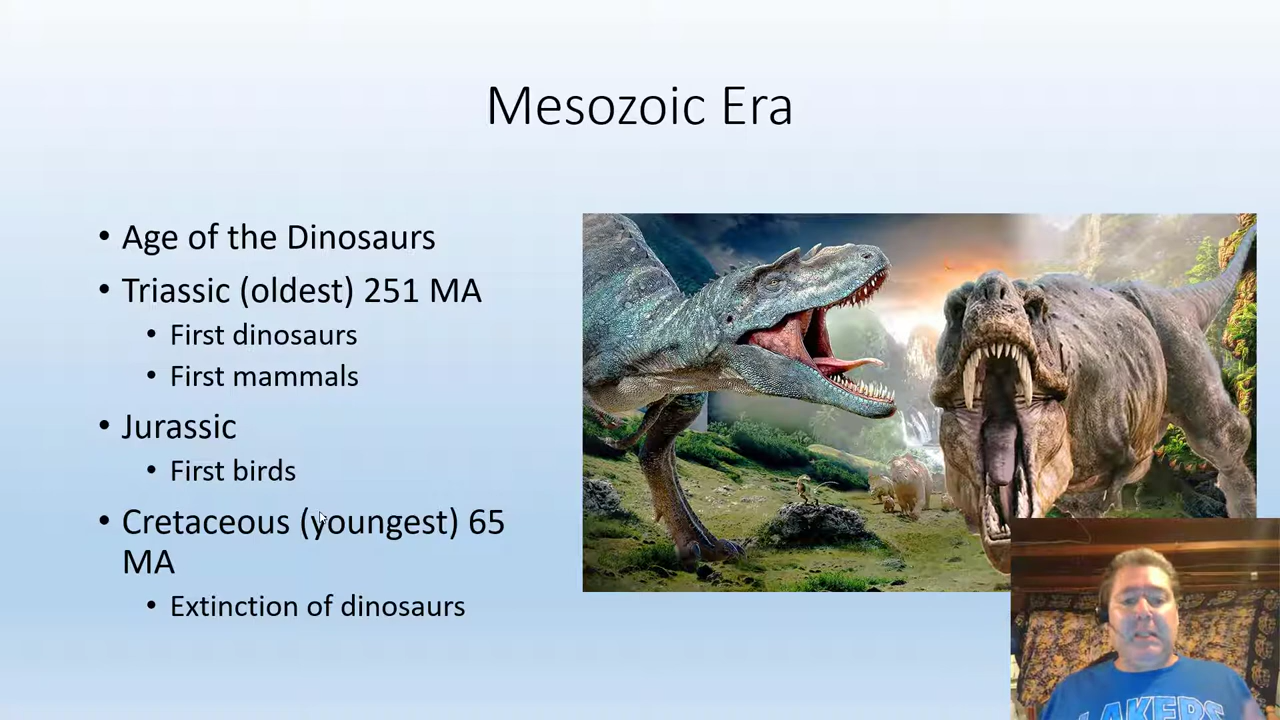 Mesozoic Era
• Age of the Dinosaurs
• Triassic (oldest) 251 MA
• First dinosaurs
• First mammals
• Jurassic
• First birds
• Cretaceous (youngest) 65
MA
• Extinction of dinosaurs
LAKERS